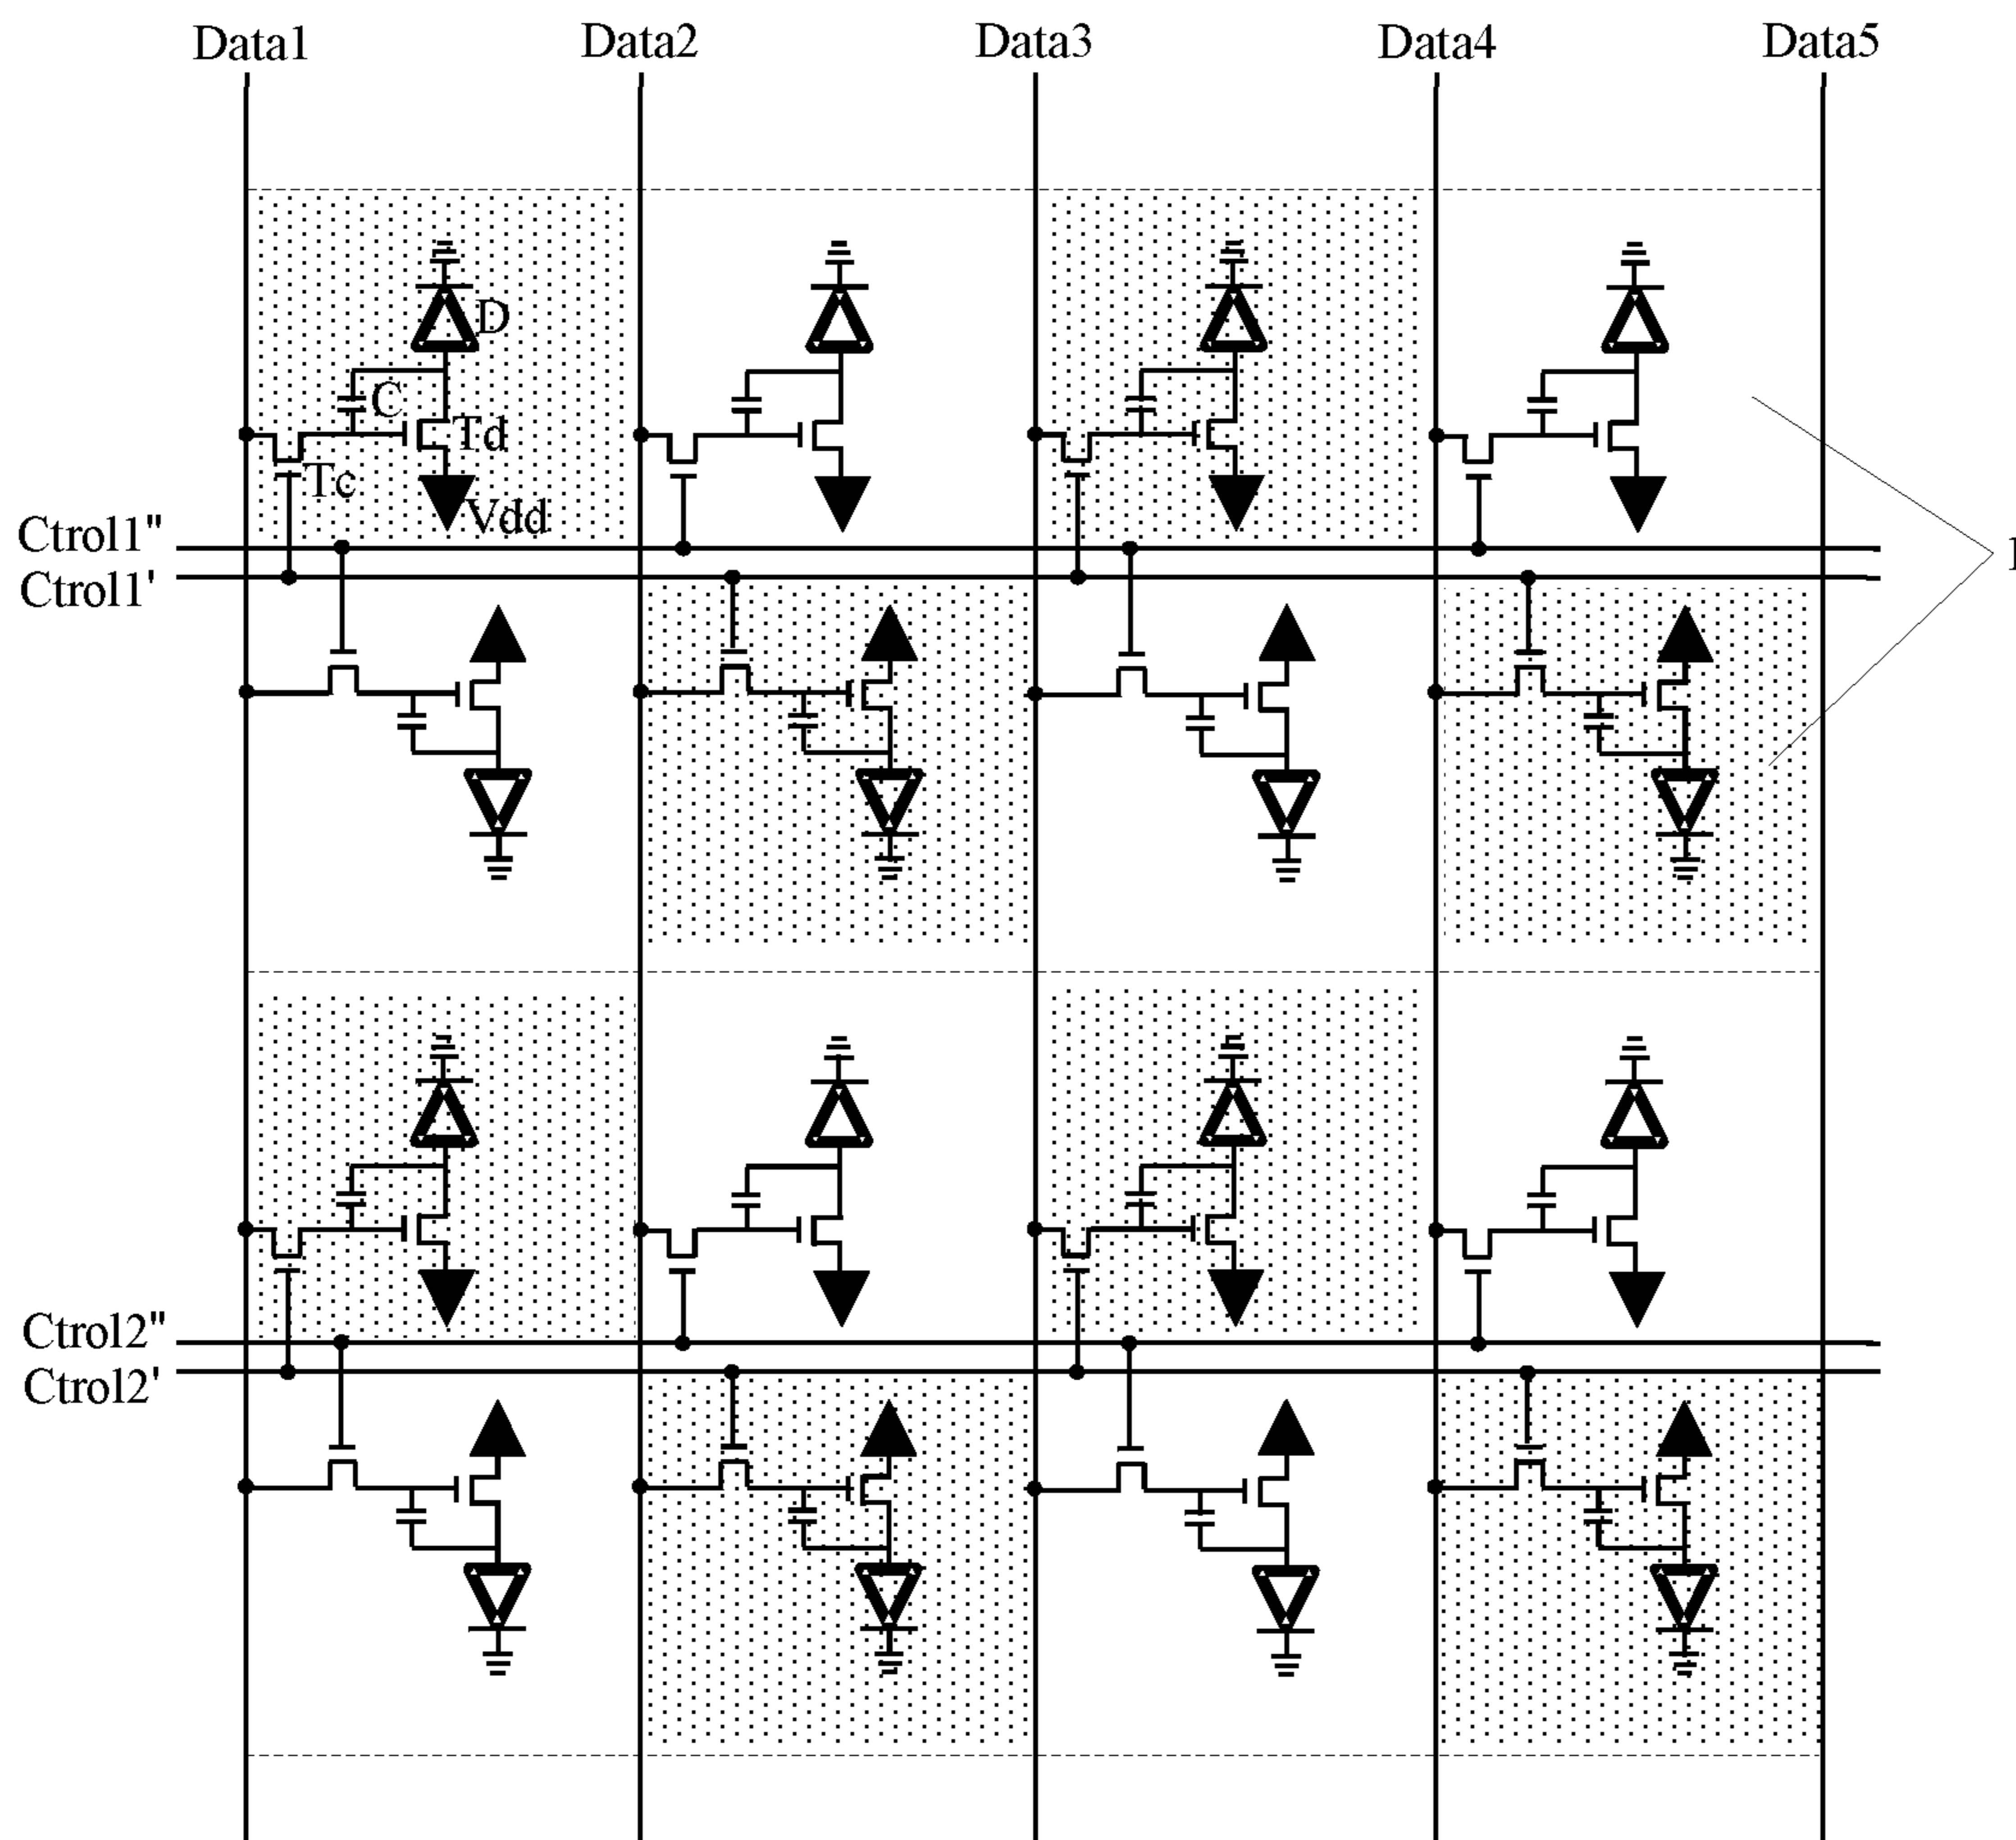 Data1 Data2 Data3 Data4 Data5
D
C
Td
Tc
Vdd
Ctrol1"
Ctrol1'
Ctrol2"
Ctrol2'